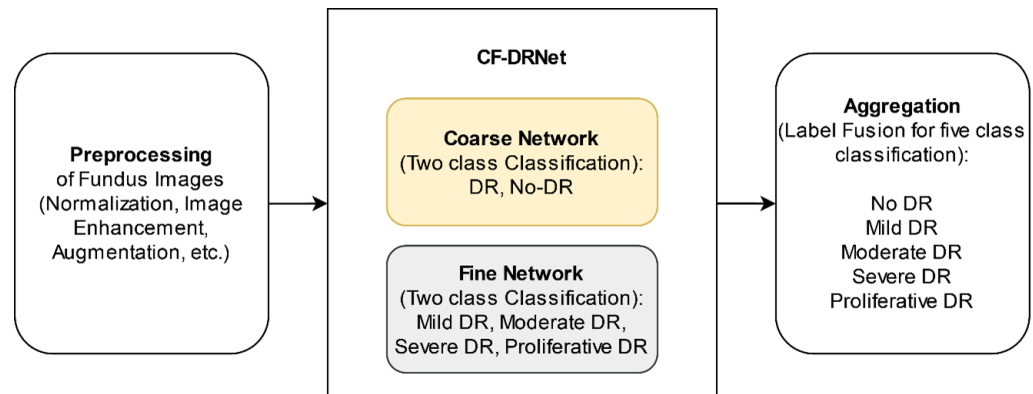 Preprocessing
of Fundus Images
(Normalization, Image
Enhancement,
Augmentation, etc.)
CF-DRNet
Coarse Network
(Two class Classification):
DR, No-DR
Fine Network
(Two class Classification):
Mild DR, Moderate DR,
Severe DR, Proliferative DR
Aggregation
(Label Fusion for five class
classification):
No DR
Mild DR
Moderate DR
Severe DR
Proliferative DR